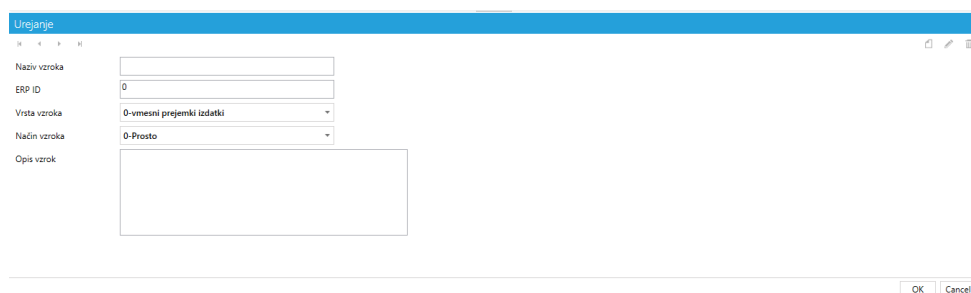 Urejanje
Naziv vzroka
ERP ID 0
Vrsta vzroka 0-vmesni prejemki izdatki
Način vzroka 0-Prosto
Opis vzrok
OK Cancel